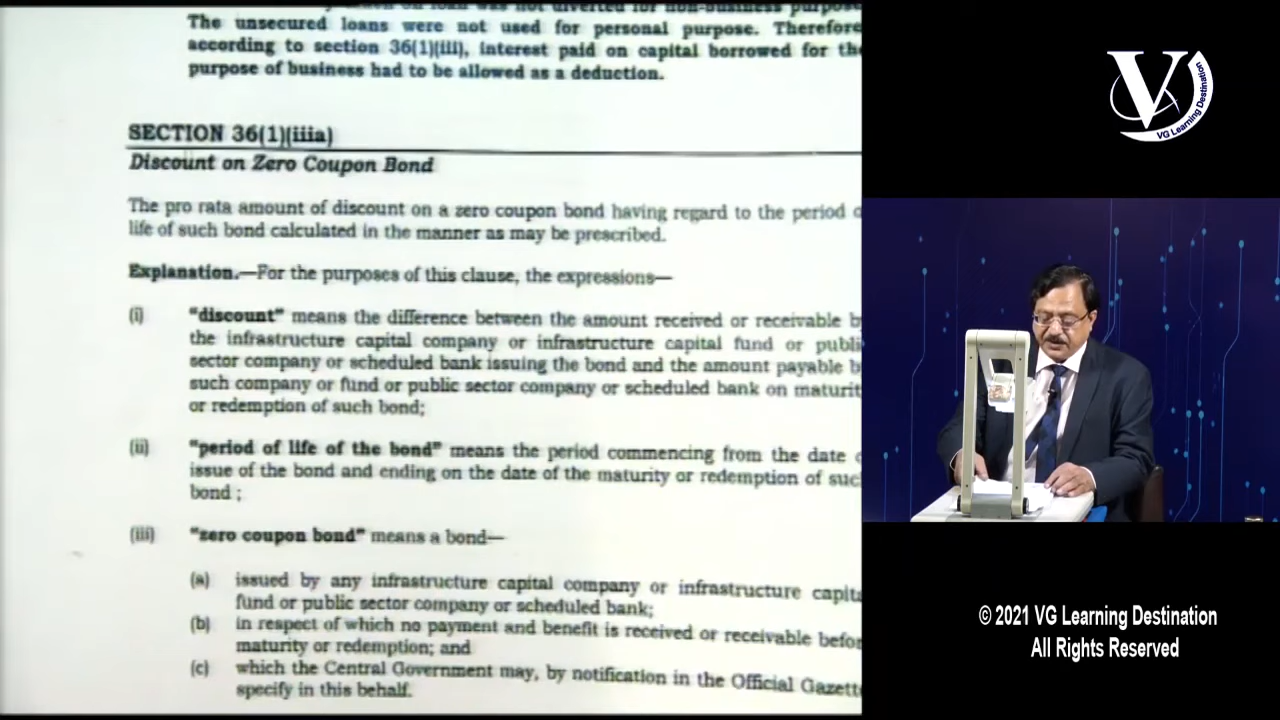 The unsecured loans were not used for personal purpose. Therefore
according to section 36(1)(iii), interest paid on capital borrowed for the
purpose of business had to be allowed as a deduction.
SECTION 36(1)(iiia)
Discount on Zero Coupon Bond
The pro rata amount of discount on a zero coupon bond having regard to the period
life of such bond calculated in the manner as may be prescribed.
Explanation.—For the purposes of this clause, the expressions—
(i) "discount" means the difference between the amount received or receivable
the infrastructure capital company or infrastructure capital fund or publi
sector company or scheduled bank issuing the bond and the amount payable
such company or fund or public sector company or scheduled bank on maturit
or redemption of such bond;
(ii) "period of life of the bond" means the period commencing from the date
issue of the bond and ending on the date of the maturity or redemption of suc
bond ;
(iii) "zero coupon bond" means a bond—
(a) issued by any infrastructure capital company or infrastructure capita
fund or public sector company or scheduled bank;
(b) in respect of which no payment and benefit is received or receivable befor
maturity or redemption; and
(c) which the Central Government may, by notification in the Official Gazett
specify in this behalf.
V
VG Learning Destination
© 2021 VG Learning Destination
All Rights Reserved